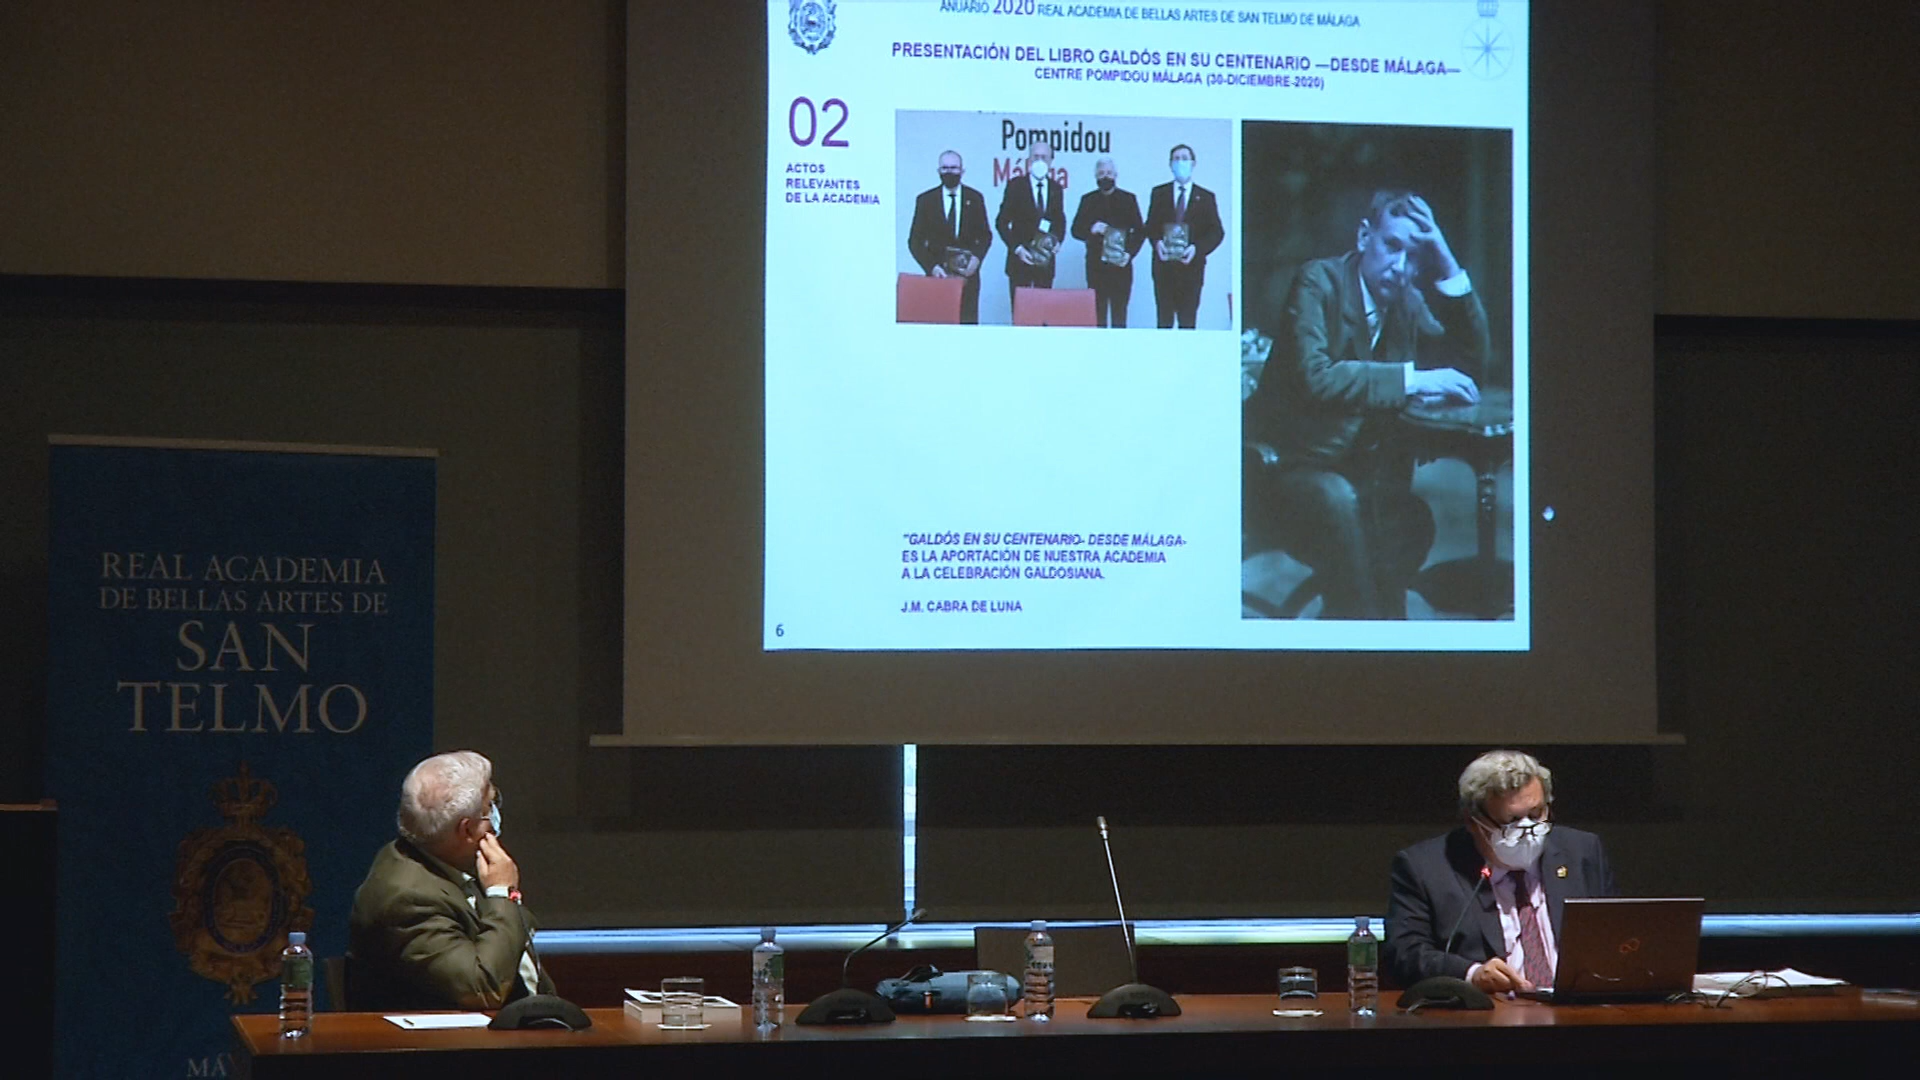 ANUARIO 2020 REAL ACADEMIA DE BELLAS ARTES DE SAN TELMO DE MÁLAGA
PRESENTACIÓN DEL LIBRO GALDÓS EN SU CENTENARIO —DESDE MÁLAGA—
CENTRE POMPIDOU MÁLAGA (30-DICIEMBRE-2020)
02
ACTOS
RELEVANTES
DE LA ACADEMIA
Pompidou
"GALDÓS EN SU CENTENARIO- DESDE MÁLAGA-
ES LA APORTACIÓN DE NUESTRA ACADEMIA
A LA CELEBRACIÓN GALDOSIANA.
J.M. CABRA DE LUNA
6
REAL ACADEMIA
DE BELLAS ARTES DE
SAN
TELMO